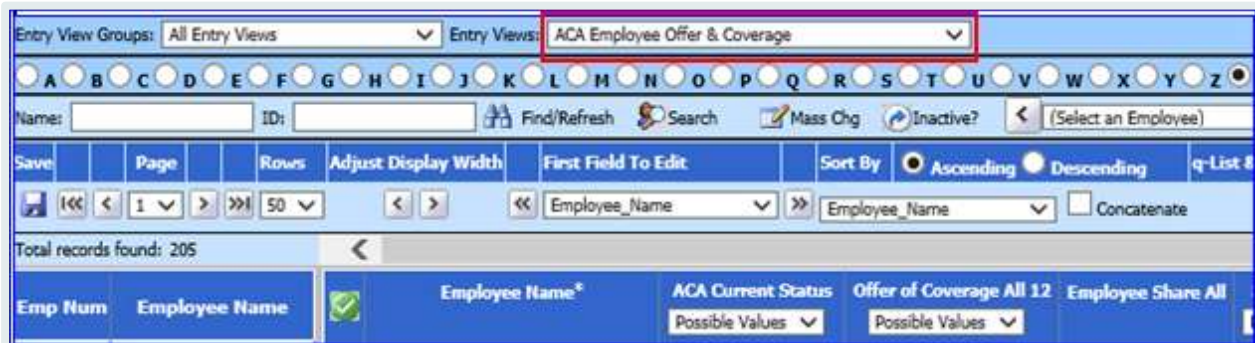 Entry View Groups: All Entry Views Entry Views: ACA Employee Offer & Coverage
A B C D E F G H I J K L M N O P Q R S T U V W X Y Z
Name: ID: Find/Refresh Search Mass Chg Inactive? < (Select an Employee)
Save Page Rows Adjust Display Width First Field To Edit Sort By Ascending Descending q-List &
1 50 Employee_Name Employee_Name Concatenate
Total records found: 205
Emp Num Employee Name Employee Name* ACA Current Status Offer of Coverage All 12 Employee Share All
Possible Values Possible Values